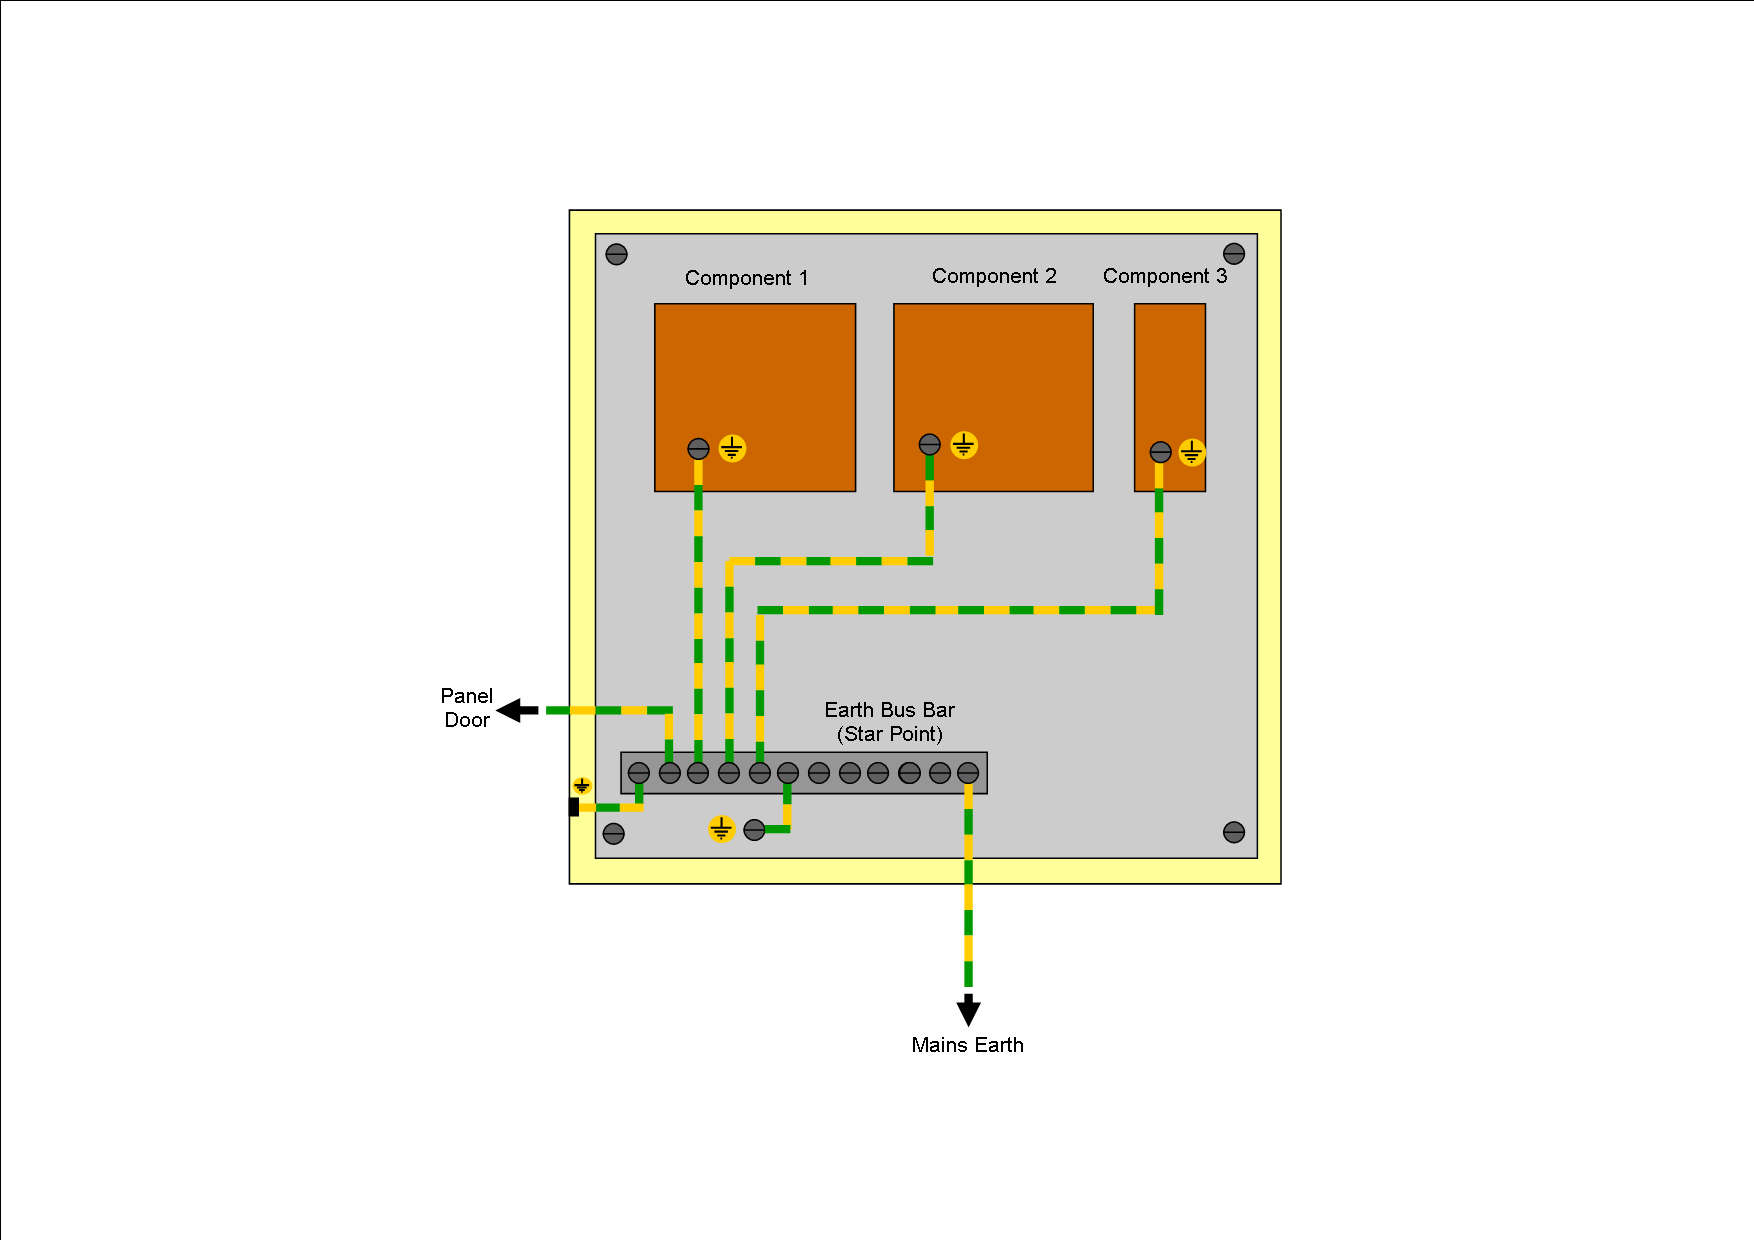 Component 1
Component 2
Component 3
Panel
Door
Earth Bus Bar
(Star Point)
Mains Earth